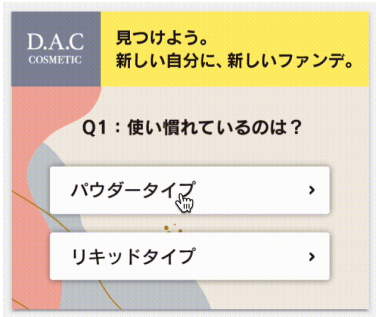 D.A.C
COSMETIC
見つけよう。
新しい自分に、新しいファンデ。
Q1：使い慣れているのは？
パウダータイプ
リキッドタイプ